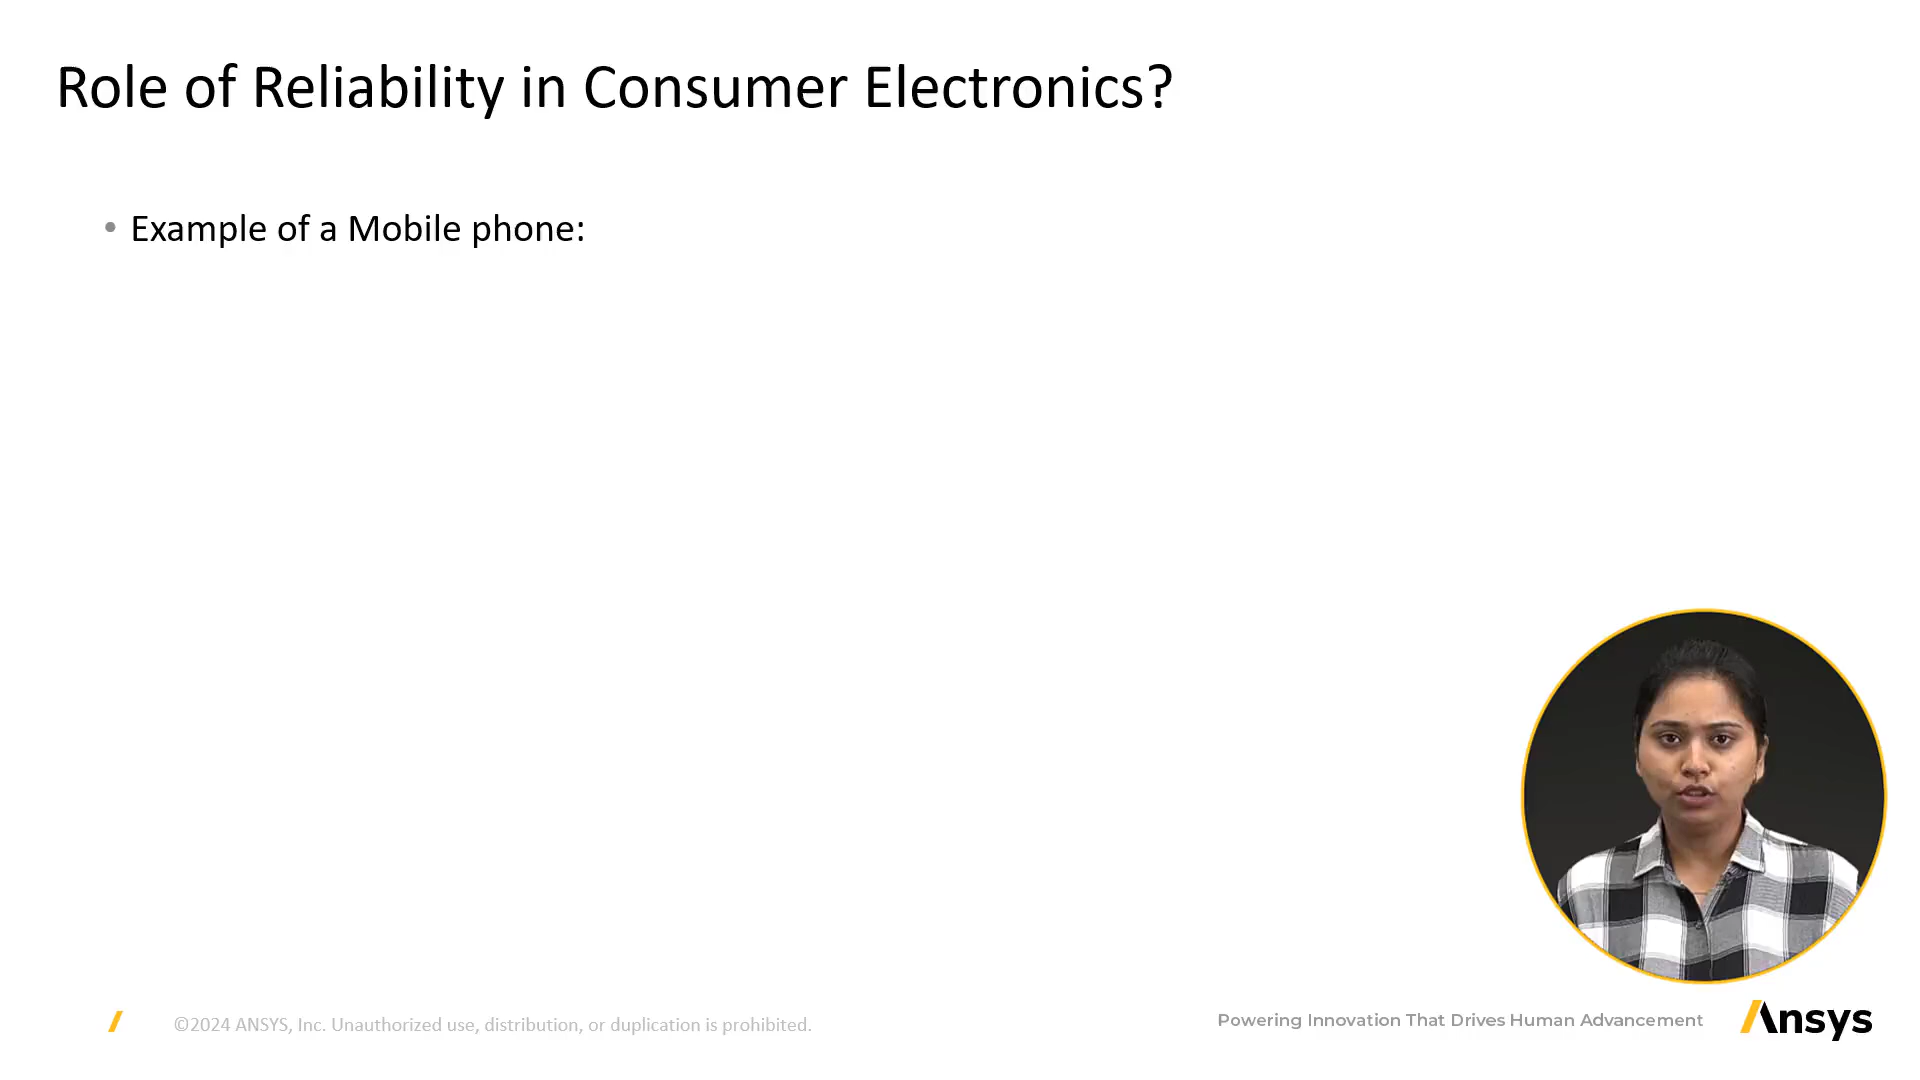 Role of Reliability in Consumer Electronics?
• Example of a Mobile phone:
©2024 ANSYS, Inc. Unauthorized use, distribution, or duplication is prohibited.
Powering Innovation That Drives Human Advancement
Ansys